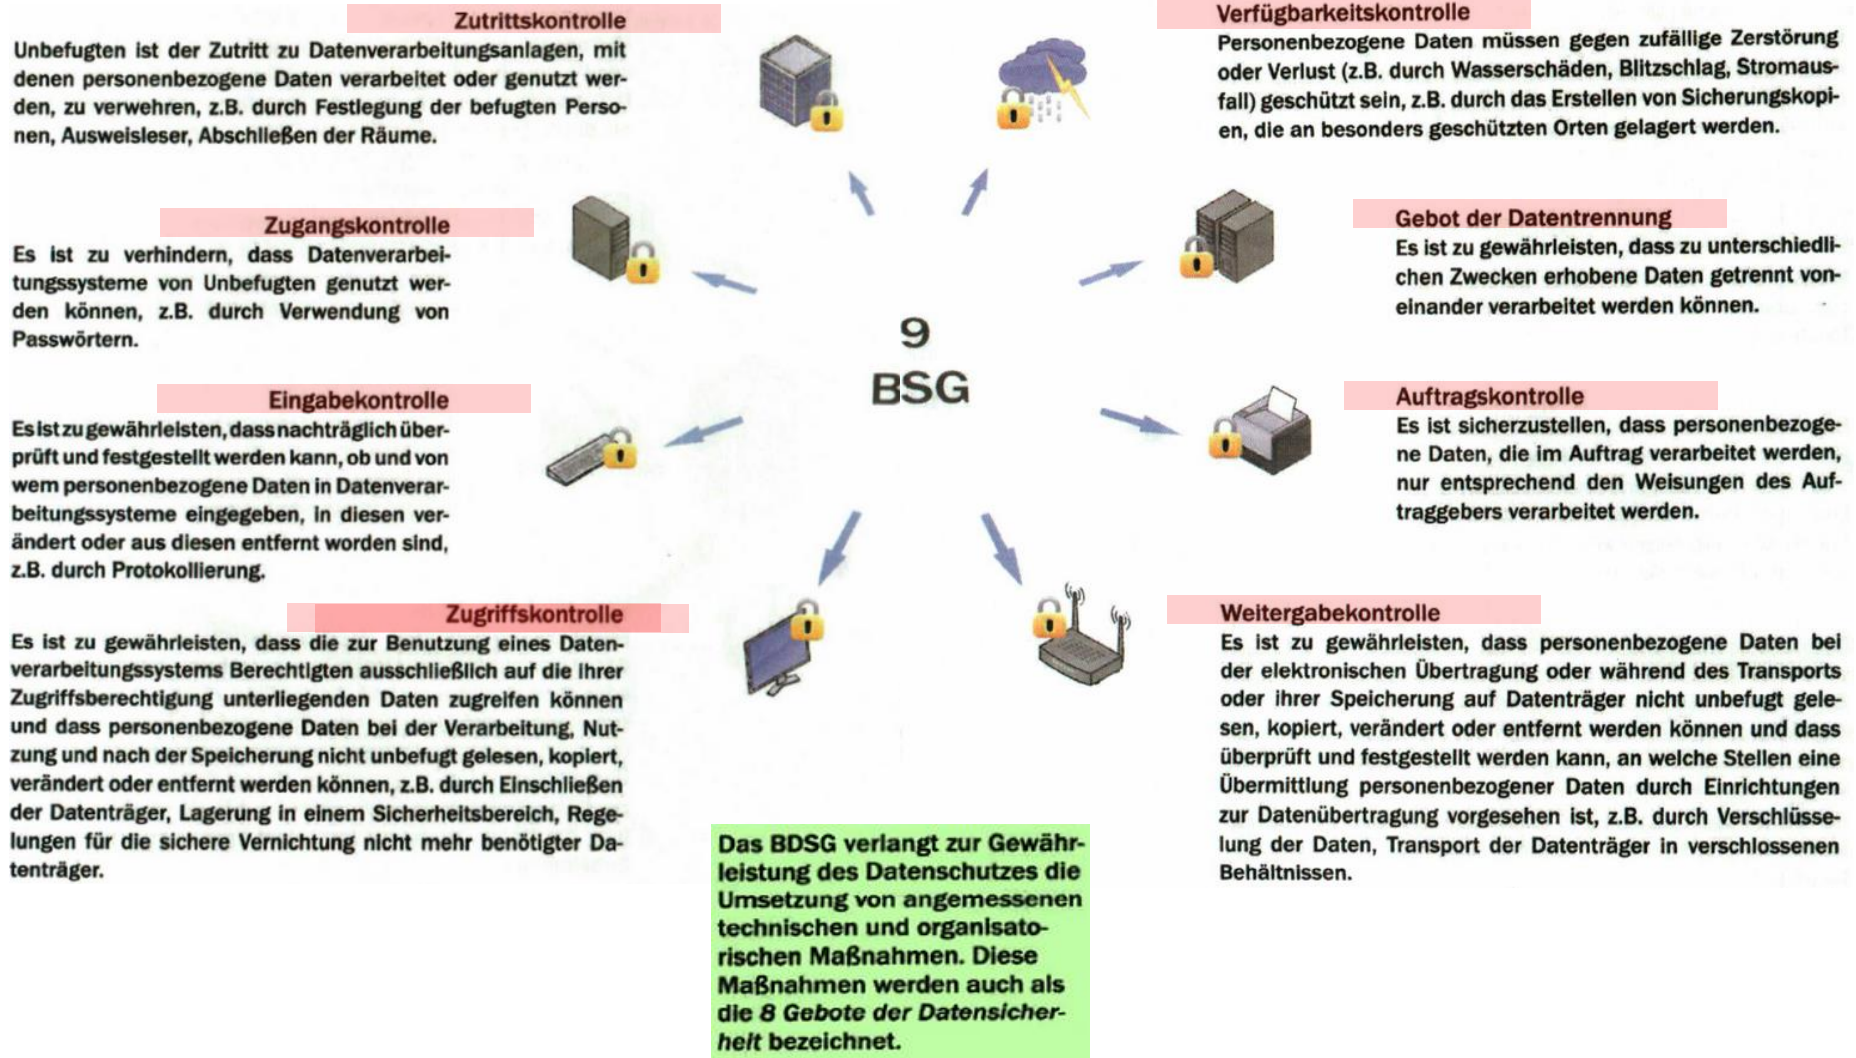 Zutrittskontrolle
Unbefugten ist der Zutritt zu Datenverarbeitungsanlagen, mit
denen personenbezogene Daten verarbeitet oder genutzt wer-
den, zu verwehren, z.B. durch Festlegung der befugten Perso-
nen, Ausweisleser, Abschließen der Räume.
Zugangskontrolle
Es ist zu verhindern, dass Datenverarbei-
tungssysteme von Unbefugten genutzt wer-
den können, z.B. durch Verwendung von
Passwörtern.
Eingabekontrolle
Es ist zu gewährleisten, dass nachträglich über-
prüft und festgestellt werden kann, ob und von
wem personenbezogene Daten in Datenverar-
beitungssysteme eingegeben, in diesen ver-
ändert oder aus diesen entfernt worden sind,
z.B. durch Protokollierung.
Zugriffskontrolle
Es ist zu gewährleisten, dass die zur Benutzung eines Daten-
verarbeitungssystems Berechtigten ausschließlich auf die ihrer
Zugriffsberechtigung unterliegenden Daten zugreifen können
und dass personenbezogene Daten bei der Verarbeitung, Nut-
zung und nach der Speicherung nicht unbefugt gelesen, kopiert,
verändert oder entfernt werden können, z.B. durch Einschließen
der Datenträger, Lagerung in einem Sicherheitsbereich, Rege-
lungen für die sichere Vernichtung nicht mehr benötigter Da-
tenträger.
9
BSG
Das BDSG verlangt zur Gewähr-
leistung des Datenschutzes die
Umsetzung von angemessenen
technischen und organisato-
rischen Maßnahmen. Diese
Maßnahmen werden auch als
die 8 Gebote der Datensicher-
heit bezeichnet.
Verfügbarkeitskontrolle
Personenbezogene Daten müssen gegen zufällige Zerstörung
oder Verlust (z.B. durch Wasserschäden, Blitzschlag, Stromaus-
fall) geschützt sein, z.B. durch das Erstellen von Sicherungskopi-
en, die an besonders geschützten Orten gelagert werden.
Gebot der Datentrennung
Es ist zu gewährleisten, dass zu unterschiedli-
chen Zwecken erhobene Daten getrennt von-
einander verarbeitet werden können.
Auftragskontrolle
Es ist sicherzustellen, dass personenbezoge-
ne Daten, die im Auftrag verarbeitet werden,
nur entsprechend den Weisungen des Auf-
traggebers verarbeitet werden.
Weitergabekontrolle
Es ist zu gewährleisten, dass personenbezogene Daten bei
der elektronischen Übertragung oder während des Transports
oder ihrer Speicherung auf Datenträger nicht unbefugt gele-
sen, kopiert, verändert oder entfernt werden können und dass
überprüft und festgestellt werden kann, an welche Stellen eine
Übermittlung personenbezogener Daten durch Einrichtungen
zur Datenübertragung vorgesehen ist, z.B. durch Verschlüsse-
lung der Daten, Transport der Datenträger in verschlossenen
Behältnissen.